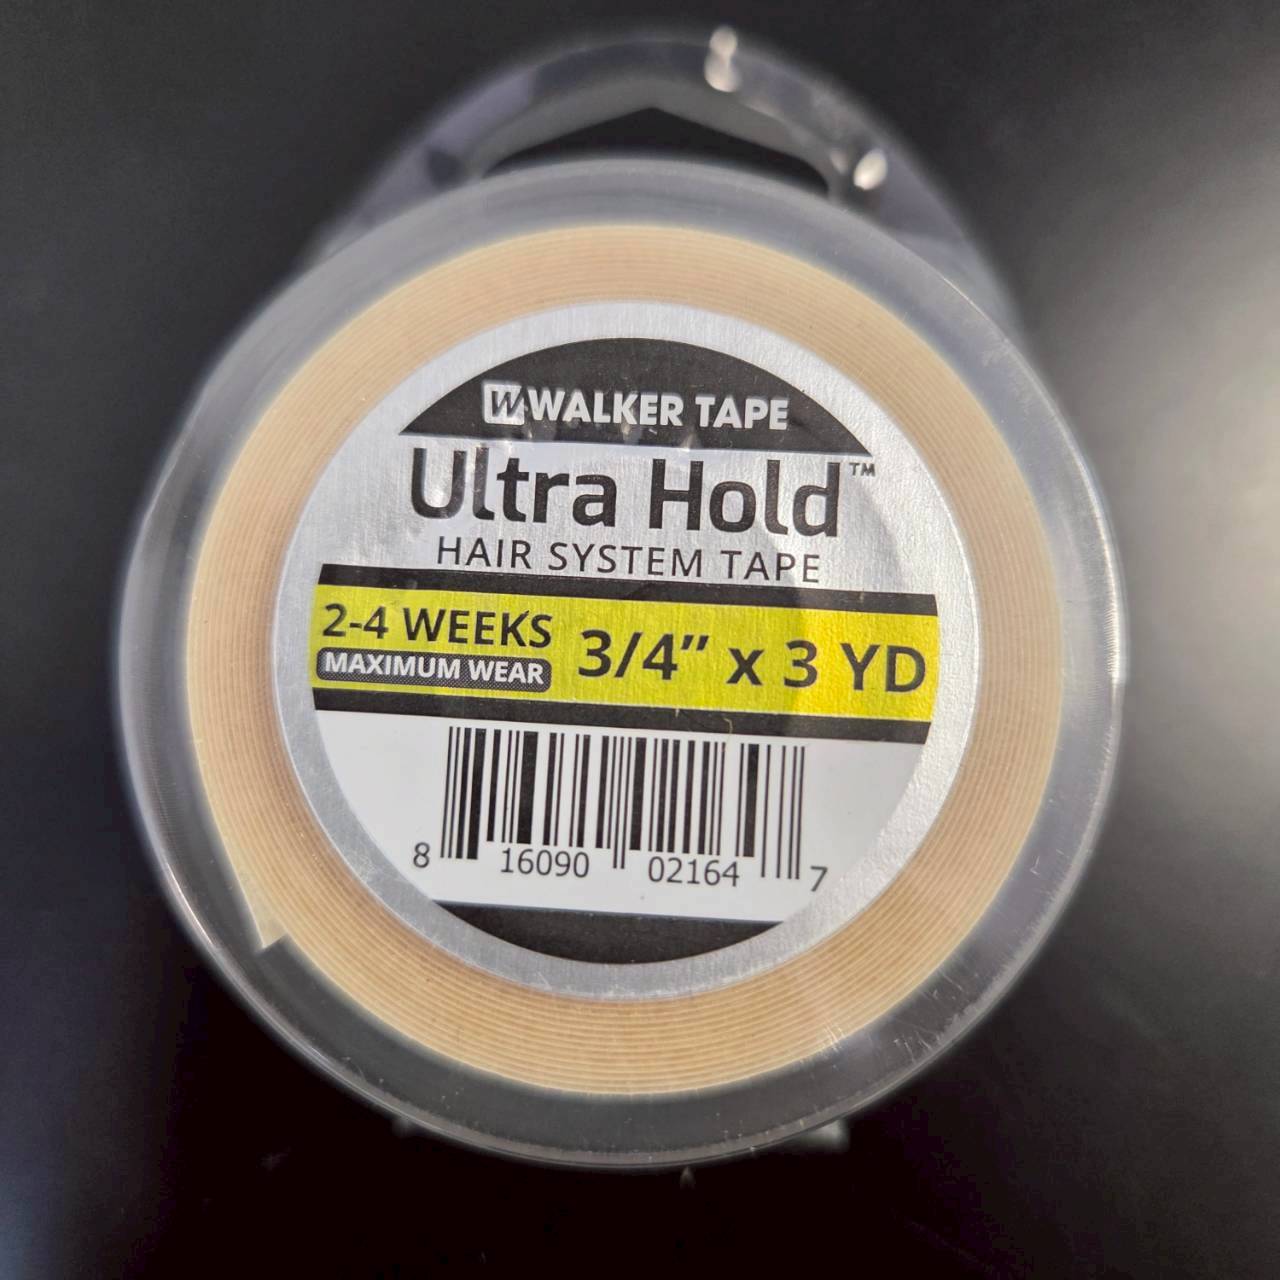 W WALKER TAPE
Ultra Hold™
HAIR SYSTEM TAPE
2-4 WEEKS
MAXIMUM WEAR
3/4" x 3 YD
8 16090 02164 7